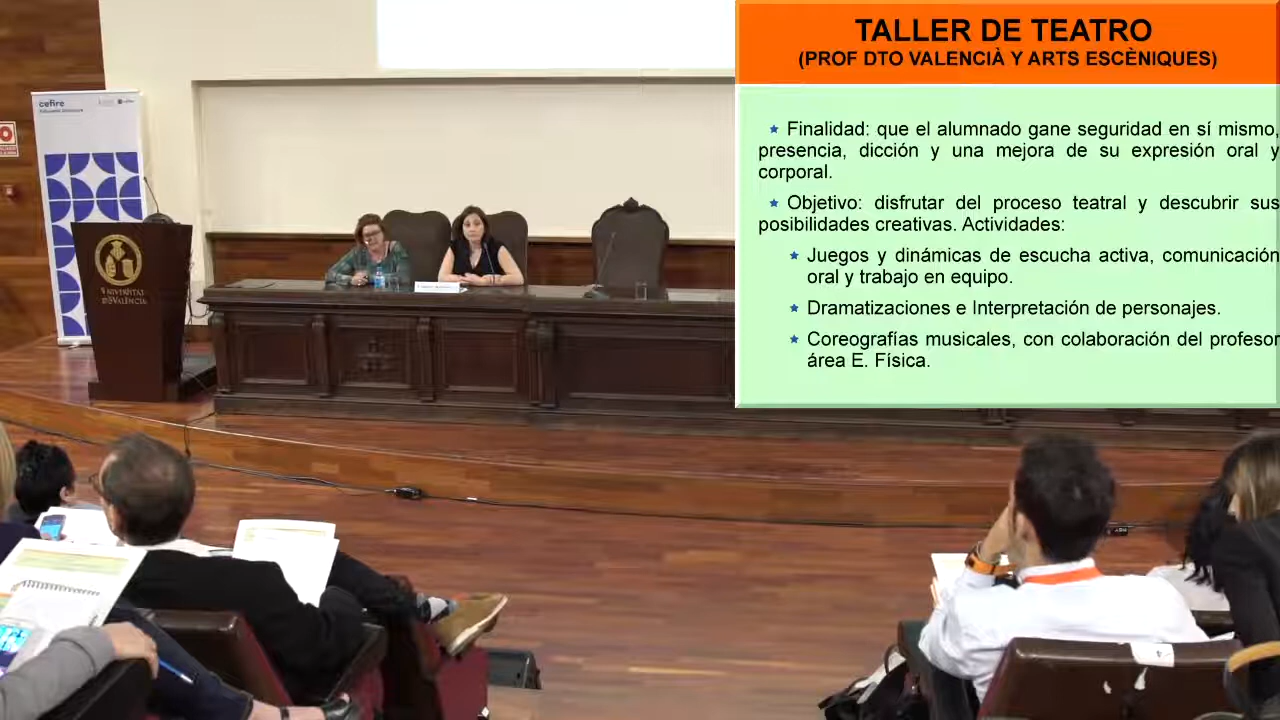 TALLER DE TEATRO
(PROF DTO VALENCIÀ Y ARTS ESCÈNIQUES)
Finalidad: que el alumnado gane seguridad en sí mismo,
presencia, dicción y una mejora de su expresión oral y
corporal.
Objetivo: disfrutar del proceso teatral y descubrir sus
posibilidades creativas. Actividades:
Juegos y dinámicas de escucha activa, comunicación
oral y trabajo en equipo.
Dramatizaciones e Interpretación de personajes.
Coreografías musicales, con colaboración del profesor
área E. Física.
cefire
VNIVERSITAT
DE VALÈNCIA